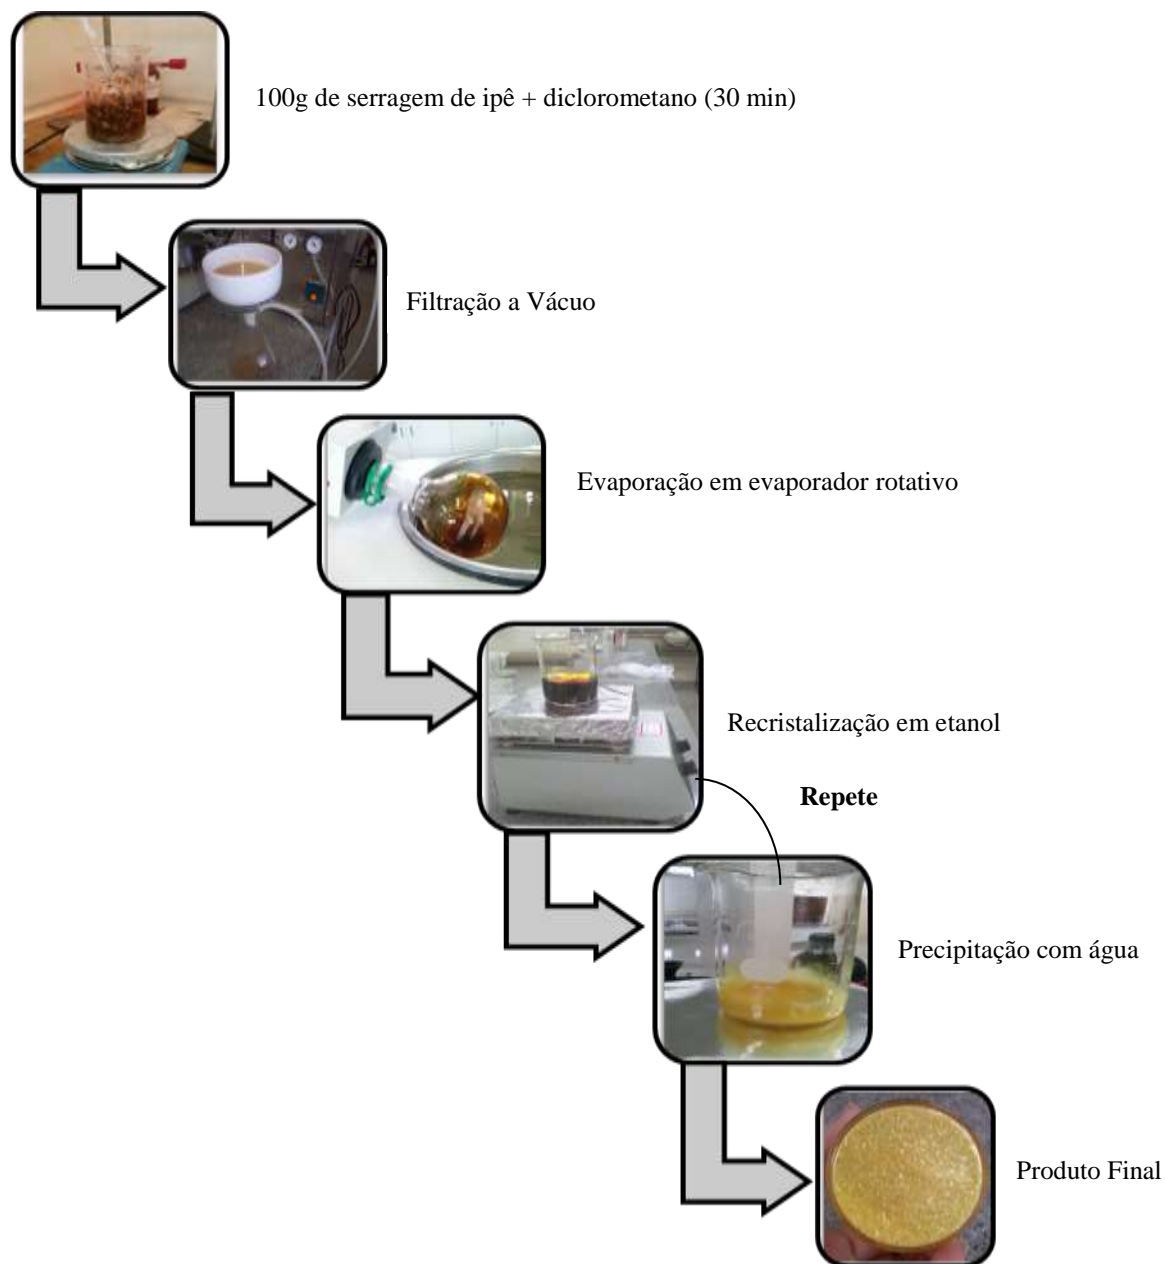 100g de serragem de ipê + diclorometano (30 min)
Filtração a Vácuo
Evaporação em evaporador rotativo
Recristalização em etanol
Repete
Precipitação com água
Produto Final